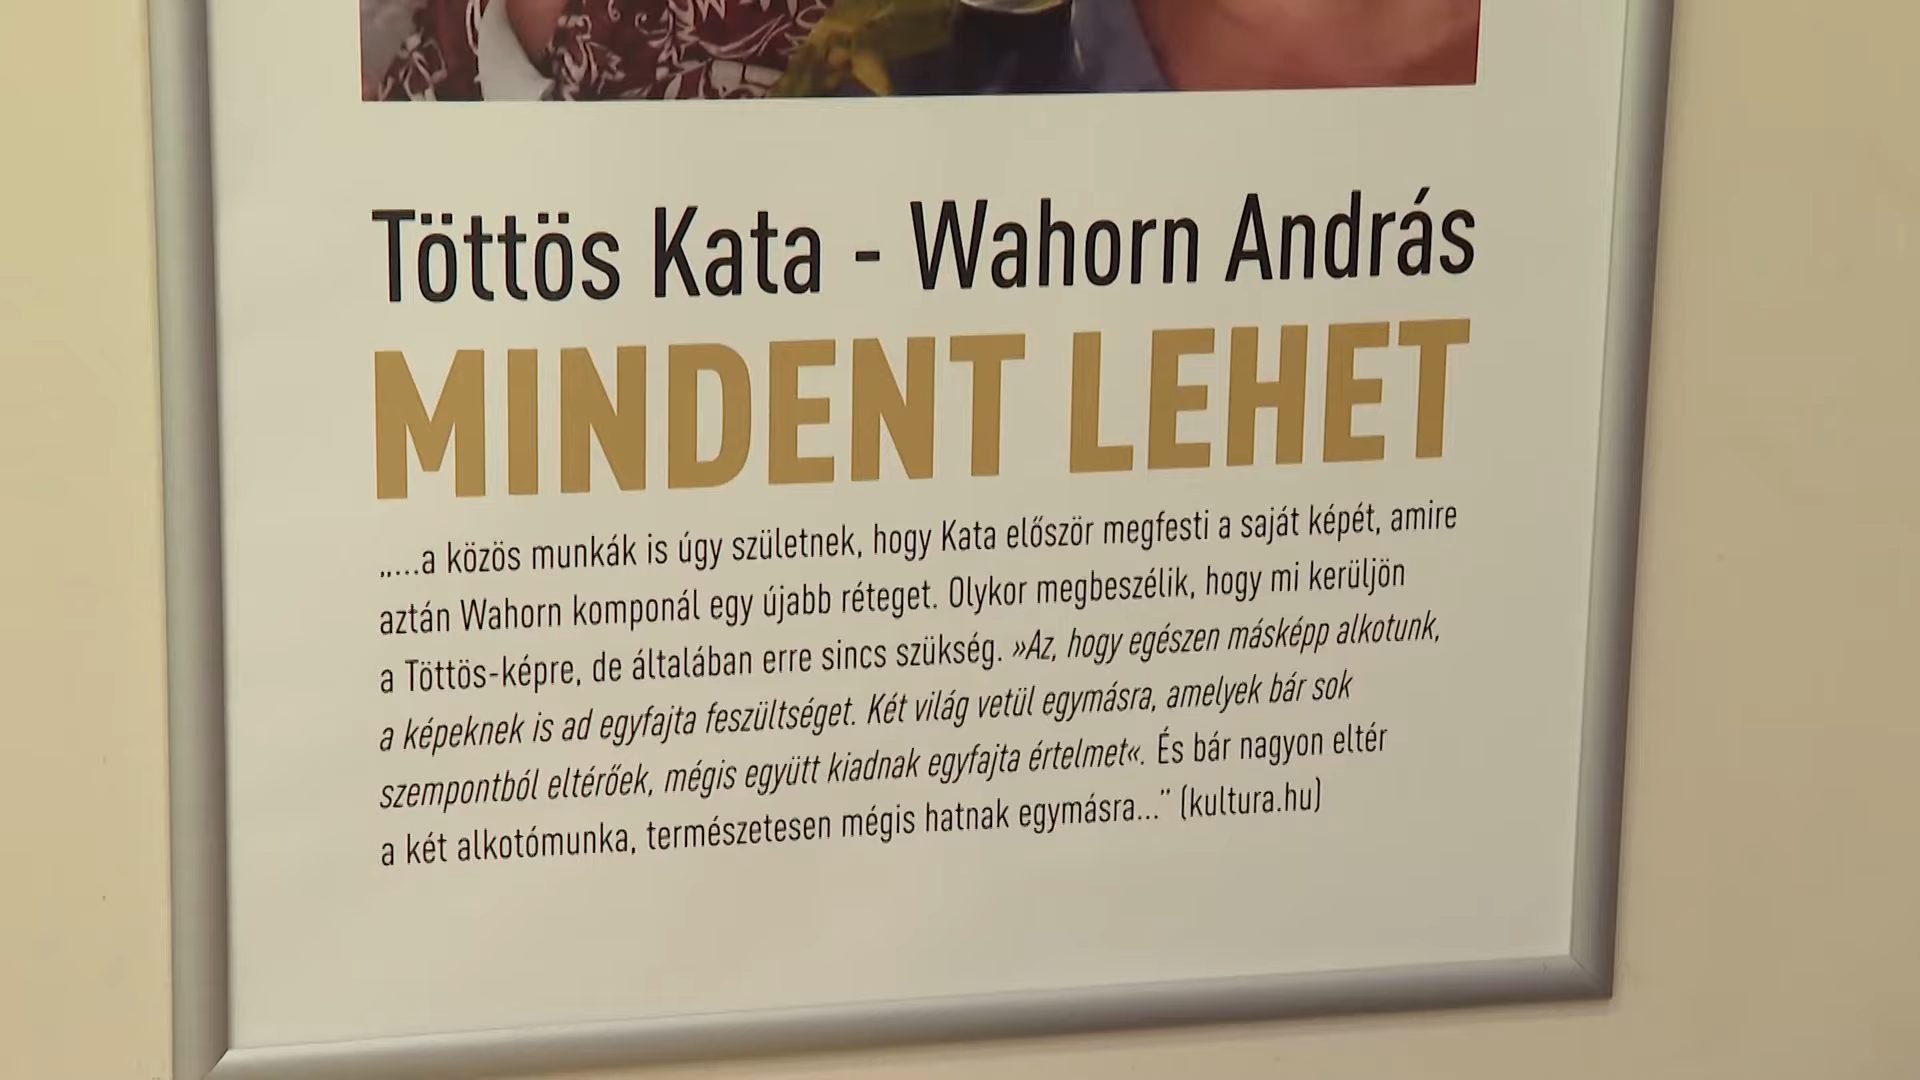 Töttös Kata - Wahorn András
MINDENT LEHET
„…a közös munkák is úgy születnek, hogy Kata először megfesti a saját képét, amire
aztán Wahorn komponál egy újabb réteget. Olykor megbeszélik, hogy mi kerüljön
a Töttös-képre, de általában erre sincs szükség. »Az, hogy egészen másképp alkotunk,
a képeknek is ad egyfajta feszültséget. Két világ vetül egymásra, amelyek bár sok
szempontból eltérőek, mégis együtt kiadnak egyfajta értelmet«. És bár nagyon eltér
a két alkotómunka, természetesen mégis hatnak egymásra…” (kultura.hu)